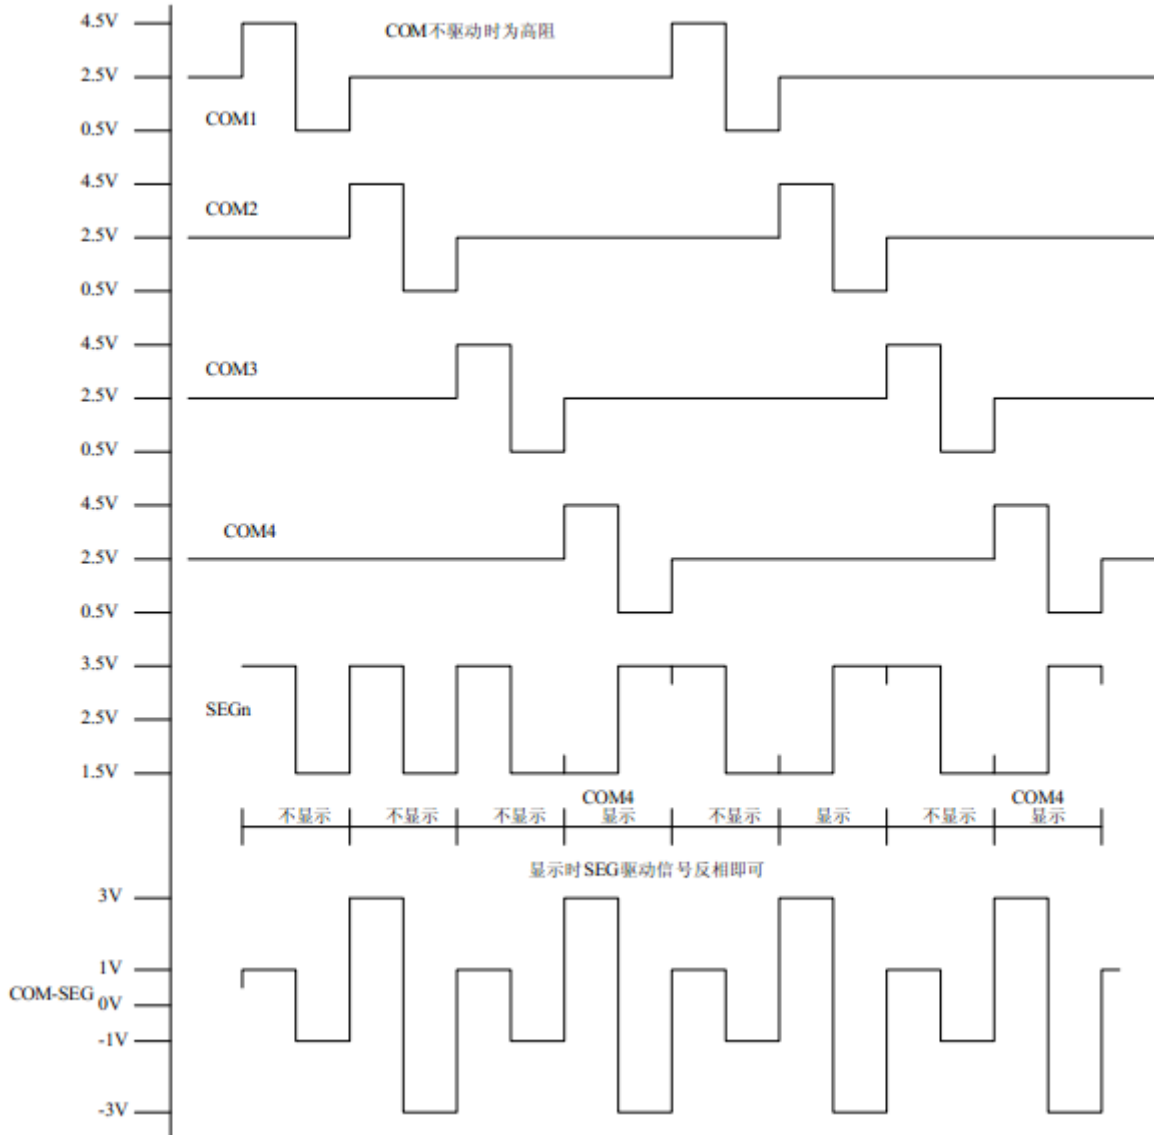 4.5V
COM不驱动时为高阻
2.5V
COM1
0.5V
4.5V
COM2
2.5V
0.5V
4.5V
COM3
2.5V
0.5V
4.5V
COM4
2.5V
0.5V
3.5V
SEGn
2.5V
1.5V
COM4 COM4
不显示 不显示 不显示 显示 不显示 显示 不显示 显示
显示时SEG驱动信号反相即可
3V
1V
COM-SEG 0V
-1V
-3V